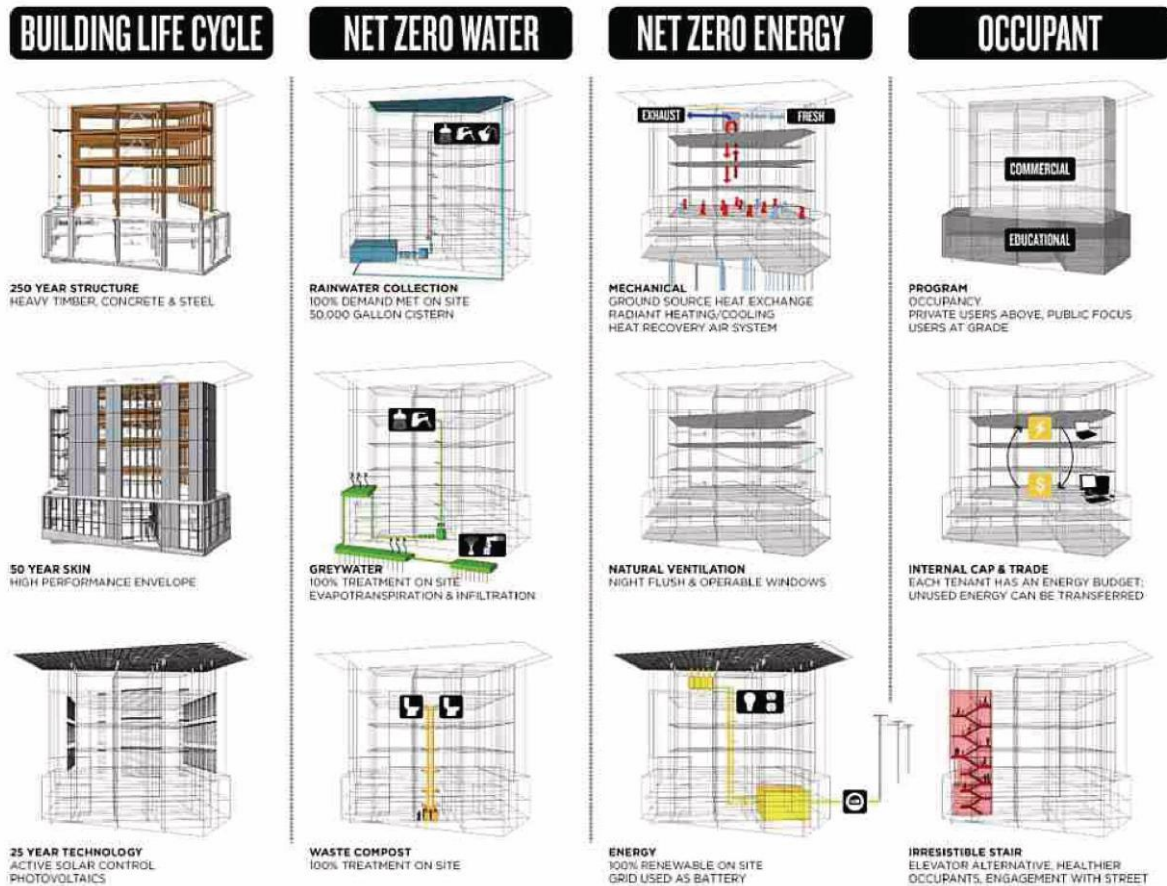 BUILDING LIFE CYCLE
NET ZERO WATER
NET ZERO ENERGY
OCCUPANT
250 YEAR STRUCTURE
HEAVY TIMBER, CONCRETE & STEEL
RAINWATER COLLECTION
100% DEMAND MET ON SITE
50,000 GALLON CISTERN
EXHAUST
FRESH
MECHANICAL
GROUND SOURCE HEAT EXCHANGE
RADIANT HEATING/COOLING
HEAT RECOVERY AIR SYSTEM
COMMERCIAL
EDUCATIONAL
PROGRAM
OCCUPANCY
PRIVATE USERS ABOVE, PUBLIC FOCUS
USERS AT GRADE
50 YEAR SKIN
HIGH PERFORMANCE ENVELOPE
GREYWATER
100% TREATMENT ON SITE
EVAPOTRANSPIRATION & INFILTRATION
NATURAL VENTILATION
NIGHT FLUSH & OPERABLE WINDOWS
$
INTERNAL CAP & TRADE
EACH TENANT HAS AN ENERGY BUDGET;
UNUSED ENERGY CAN BE TRANSFERRED
25 YEAR TECHNOLOGY
ACTIVE SOLAR CONTROL
PHOTOVOLTAICS
WASTE COMPOST
100% TREATMENT ON SITE
ENERGY
100% RENEWABLE ON SITE
GRID USED AS BATTERY
IRRESISTIBLE STAIR
ELEVATOR ALTERNATIVE, HEALTHIER
OCCUPANTS, ENGAGEMENT WITH STREET